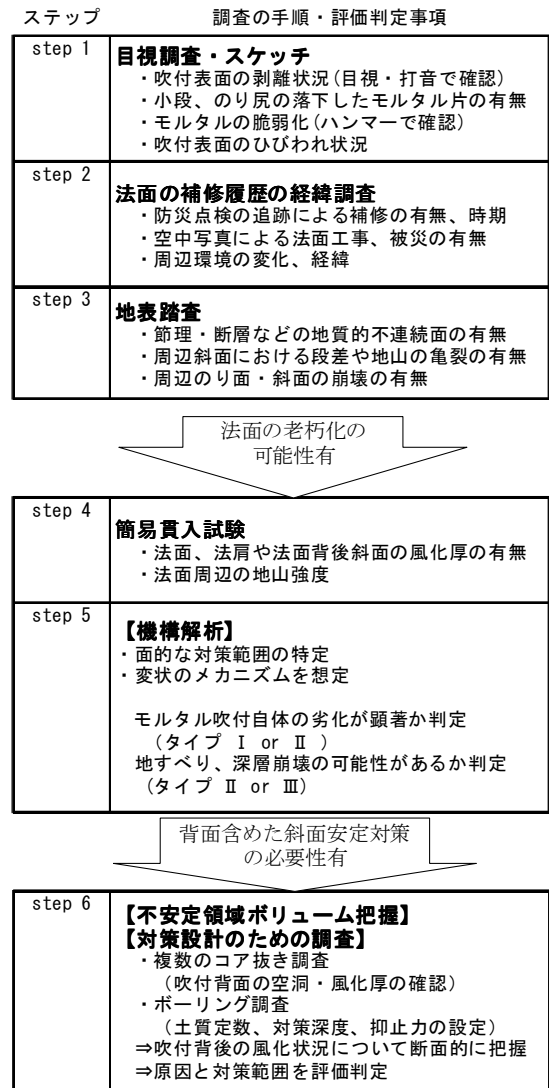 ステップ　調査の手順・評価判定事項
step 1
目視調査・スケッチ
・吹付表面の剥離状況(目視・打音で確認)
・小段、のり尻の落下したモルタル片の有無
・モルタルの脆弱化(ハンマーで確認)
・吹付表面のひびわれ状況
step 2
法面の補修履歴の経緯調査
・防災点検の追跡による補修の有無、時期
・空中写真による法面工事、被災の有無
・周辺環境の変化、経緯
step 3
地表踏査
・節理・断層などの地質的不連続面の有無
・周辺斜面における段差や地山の亀裂の有無
・周辺のり面・斜面の崩壊の有無
法面の老朽化の
可能性有
step 4
簡易貫入試験
・法面、法肩や法面背後斜面の風化厚の有無
・法面周辺の地山強度
step 5
【機構解析】
・面的な対策範囲の特定
・変状のメカニズムを想定
モルタル吹付自体の劣化が顕著か判定
(タイプ Ⅰ or Ⅱ )
地すべり、深層崩壊の可能性があるか判定
(タイプ Ⅱ or Ⅲ)
背面含めた斜面安定対策
の必要性有
step 6
【不安定領域ボリューム把握】
【対策設計のための調査】
・複数のコア抜き調査
(吹付背面の空洞・風化厚の確認)
・ボーリング調査
(土質定数、対策深度、抑止力の設定)
⇒吹付背後の風化状況について断面的に把握
⇒原因と対策範囲を評価判定